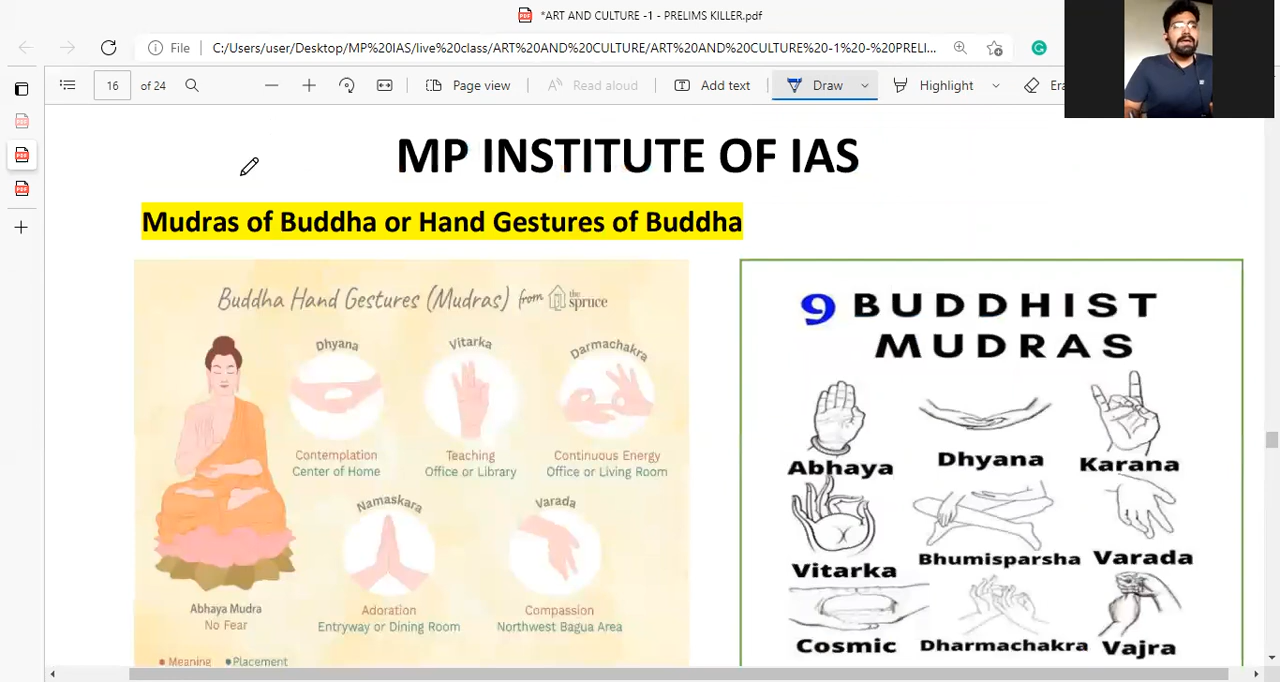 *ART AND CULTURE -1 - PRELIMS KILLER.pdf
File
C:/Users/user/Desktop/MP%20IAS/live%20class/ART%20AND%20CULTURE/ART%20AND%20CULTURE%20-1%20-%20PRELI...
16
of 24
Page view
Read aloud
Add text
Draw
Highlight
Era
MP INSTITUTE OF IAS
Mudras of Buddha or Hand Gestures of Buddha
Buddha Hand Gestures (Mudras) from the spruce
Dhyana
Vitarka
Darmachakra
Contemplation
Center of Home
Teaching
Office or Library
Continuous Energy
Office or Living Room
Namaskara
Varada
Abhaya Mudra
No Fear
Adoration
Entryway or Dining Room
Compassion
Northwest Bagua Area
Meaning
Placement
9 BUDDHIST
MUDRAS
Abhaya
Dhyana
Karana
Vitarka
Bhumisparsha
Varada
Cosmic
Dharmachakra
Vajra